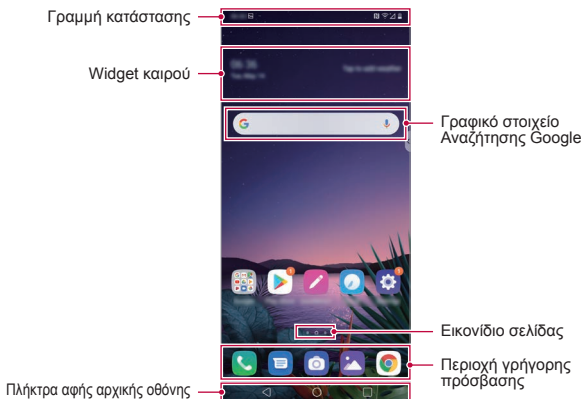 Γραμμή κατάστασης
Widget καιρού
Γραφικό στοιχείο
Αναζήτησης Google
Εικονίδιο σελίδας
Περιοχή γρήγορης
πρόσβασης
Πλήκτρα αφής αρχικής οθόνης